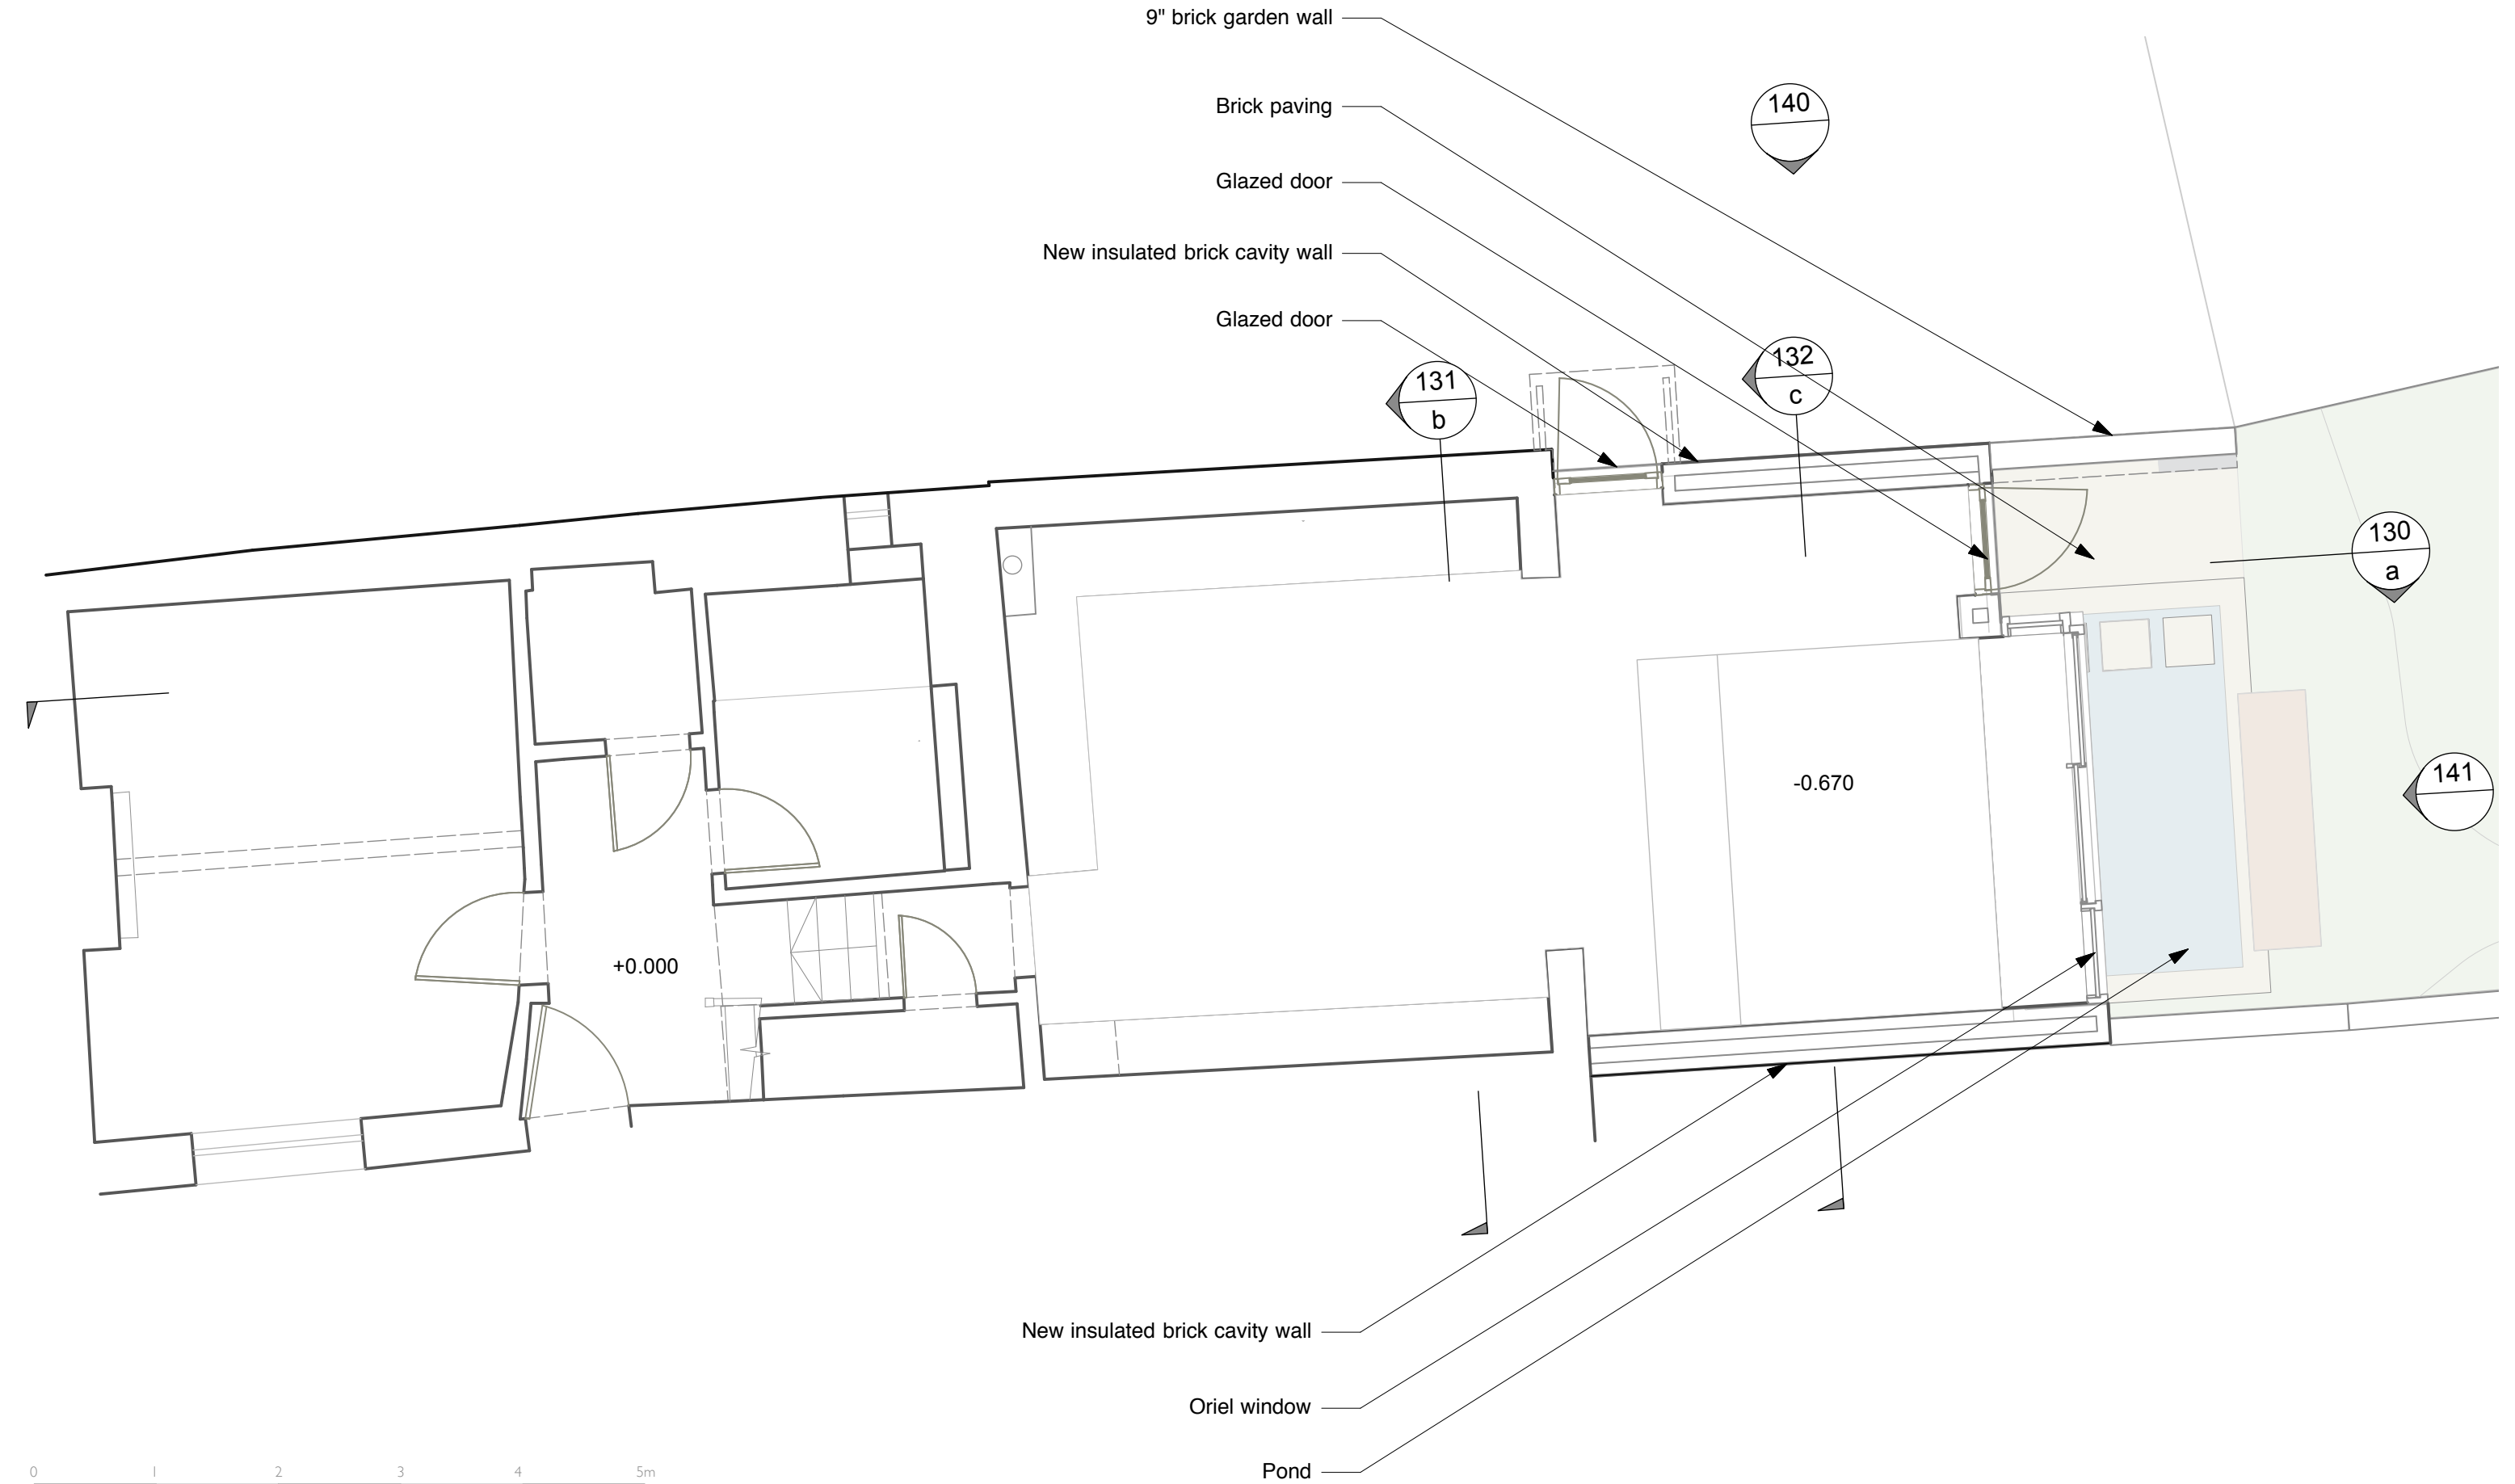 9" brick garden wall
Brick paving
140
Glazed door
New insulated brick cavity wall
Glazed door
132
c
131
b
130
a
141
-0.670
+0.000
New insulated brick cavity wall
Oriel window
Pond
0 1 2 3 4 5m